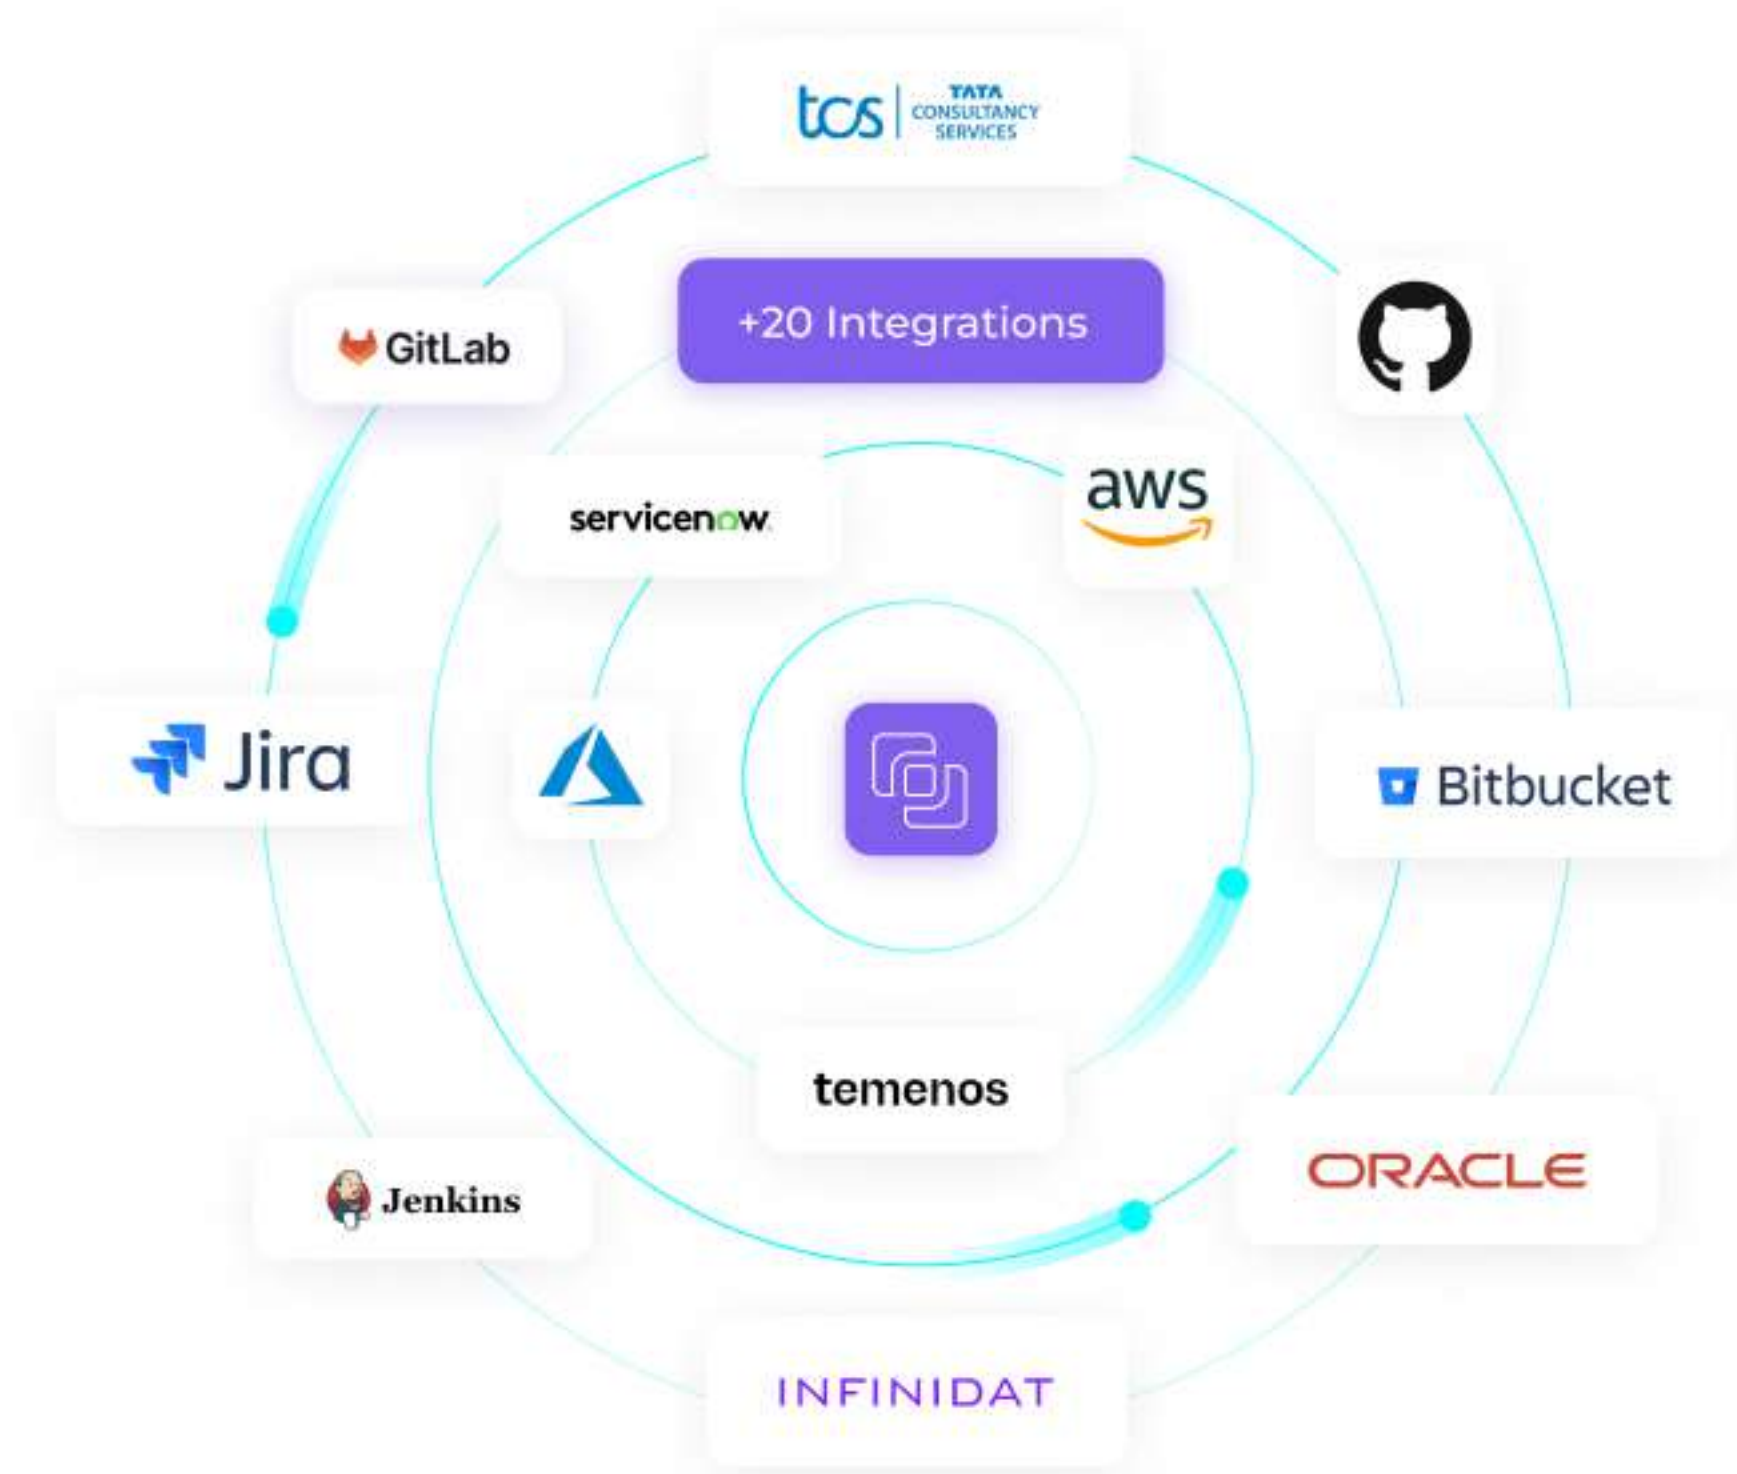 tcs
TATA
CONSULTANCY
SERVICES
+20 Integrations
GitLab
aws
servicenow
Jira
Bitbucket
temenos
ORACLE
Jenkins
INFINIDAT